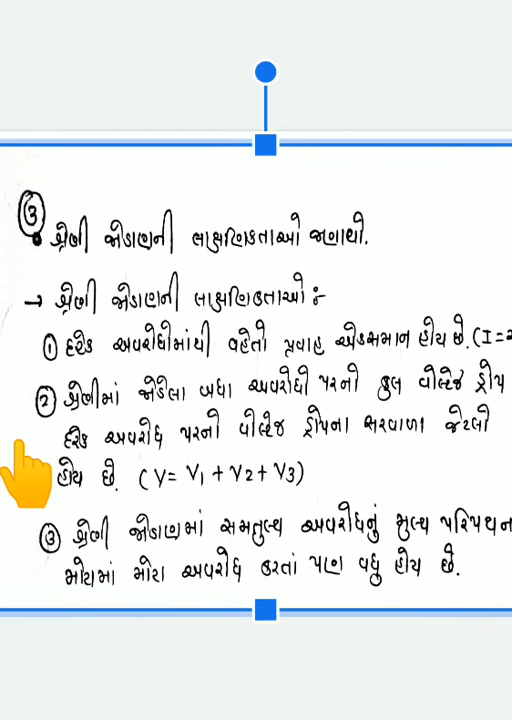 ③
શ્રેણી જોડાણની લાક્ષણિકતાઓ જણાવો.
→ શ્રેણી જોડાણની લાક્ષણિકતાઓ :-
① દરેક અવરોધોમાંથી વહેતો પ્રવાહ એકસમાન હોય છે. (I =
② શ્રેણીમાં જોડેલા બધા અવરોધો પરનો કુલ વોલ્ટેજ ડ્રોપ
દરેક અવરોધ પરનો વોલ્ટેજ ડ્રોપના સરવાળા જેટલો
હોય છે. (V = V1 + V2 + V3)
③ શ્રેણી જોડાણમાં સમતુલ્ય અવરોધનું મુલ્ય પરિપથન
મોટામાં મોટા અવરોધ કરતાં પણ વધુ હોય છે.